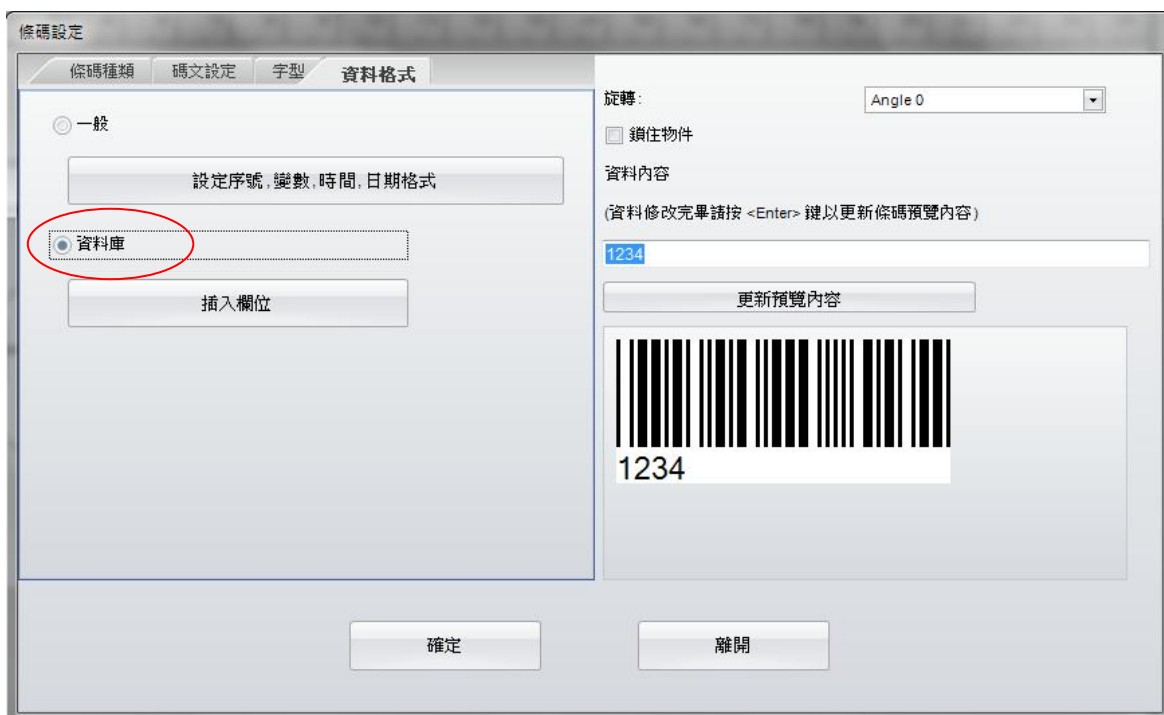 條碼設定
條碼種類 碼文設定 字型 資料格式
一般
設定序號,變數,時間,日期格式
資料庫
插入欄位
旋轉: Angle 0
鎖住物件
資料內容
(資料修改完畢請按 <Enter> 鍵以更新條碼預覽內容)
1234
更新預覽內容
1234
確定 離開